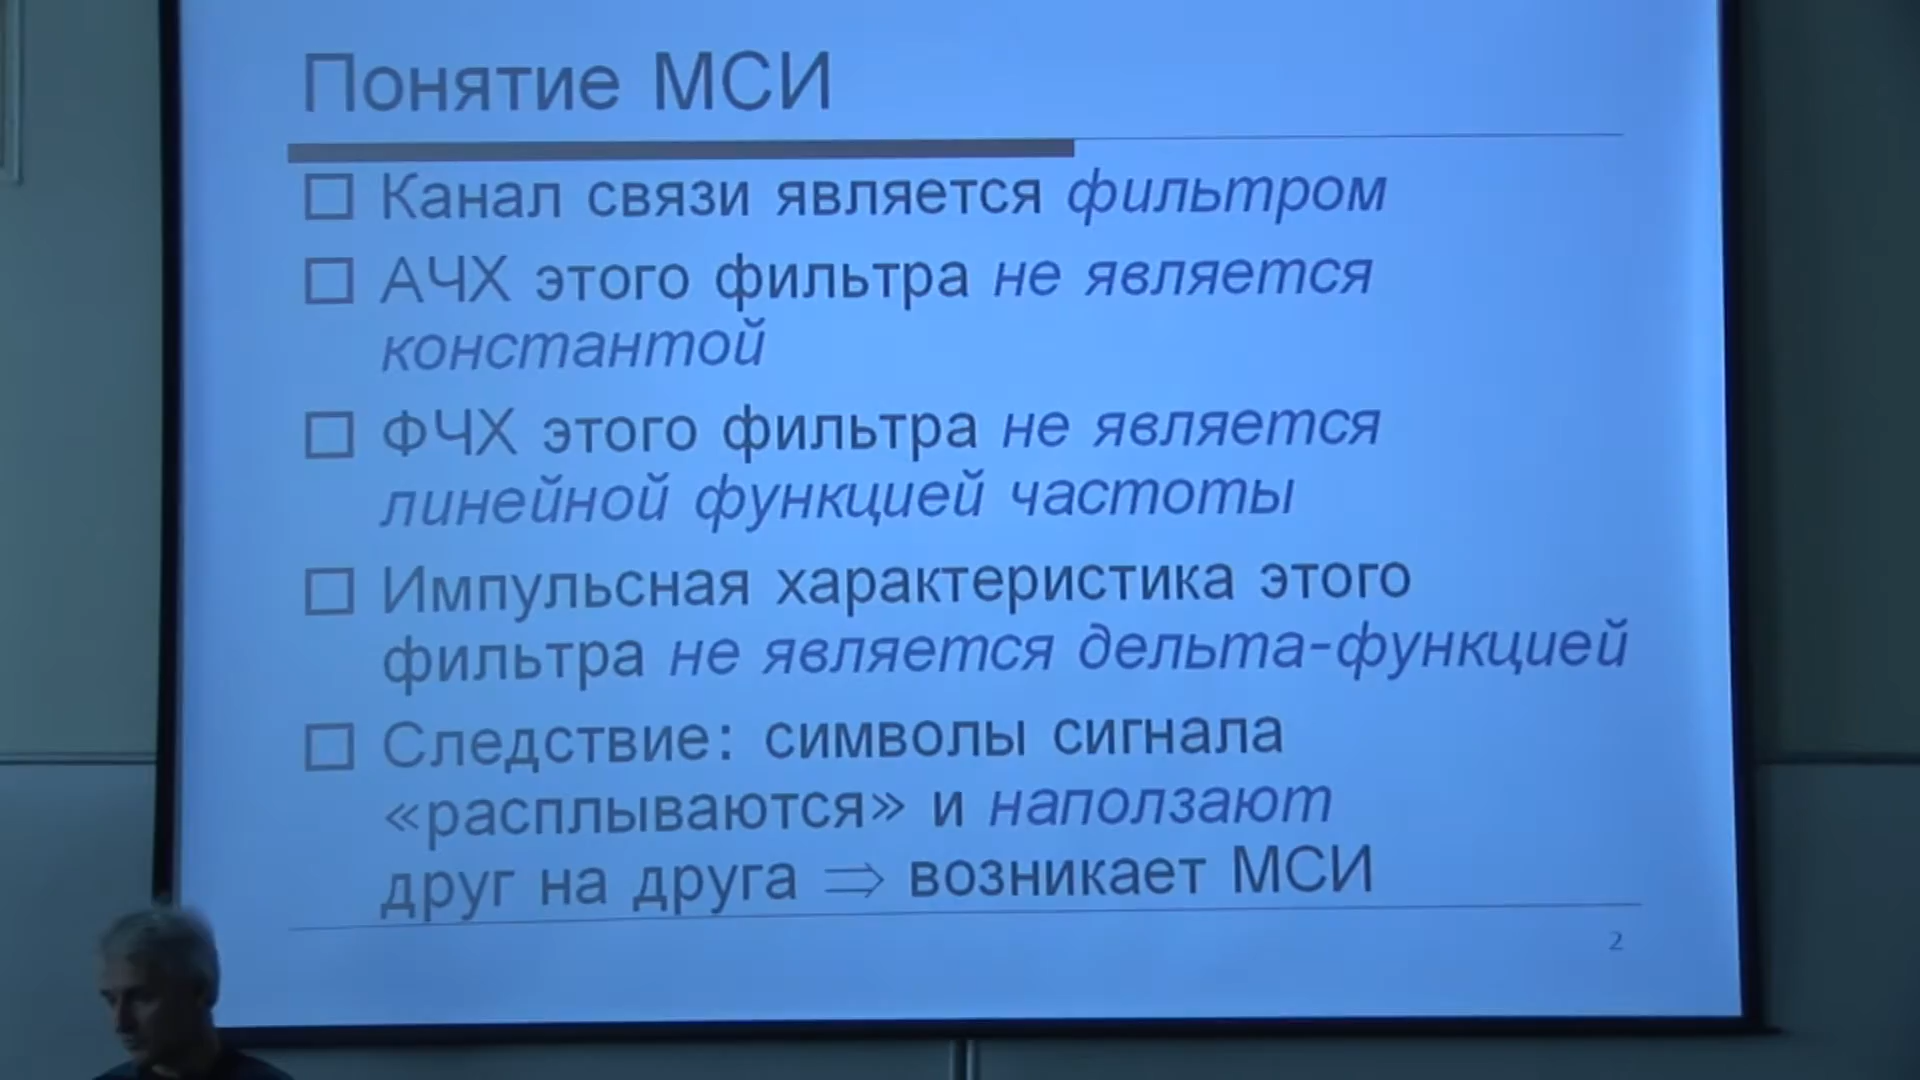 Понятие МСИ
Канал связи является фильтром
АЧХ этого фильтра не является
константой
ФЧХ этого фильтра не является
линейной функцией частоты
Импульсная характеристика этого
фильтра не является дельта-функцией
Следствие: символы сигнала
«расплываются» и наползают
друг на друга ⇒ возникает МСИ
2